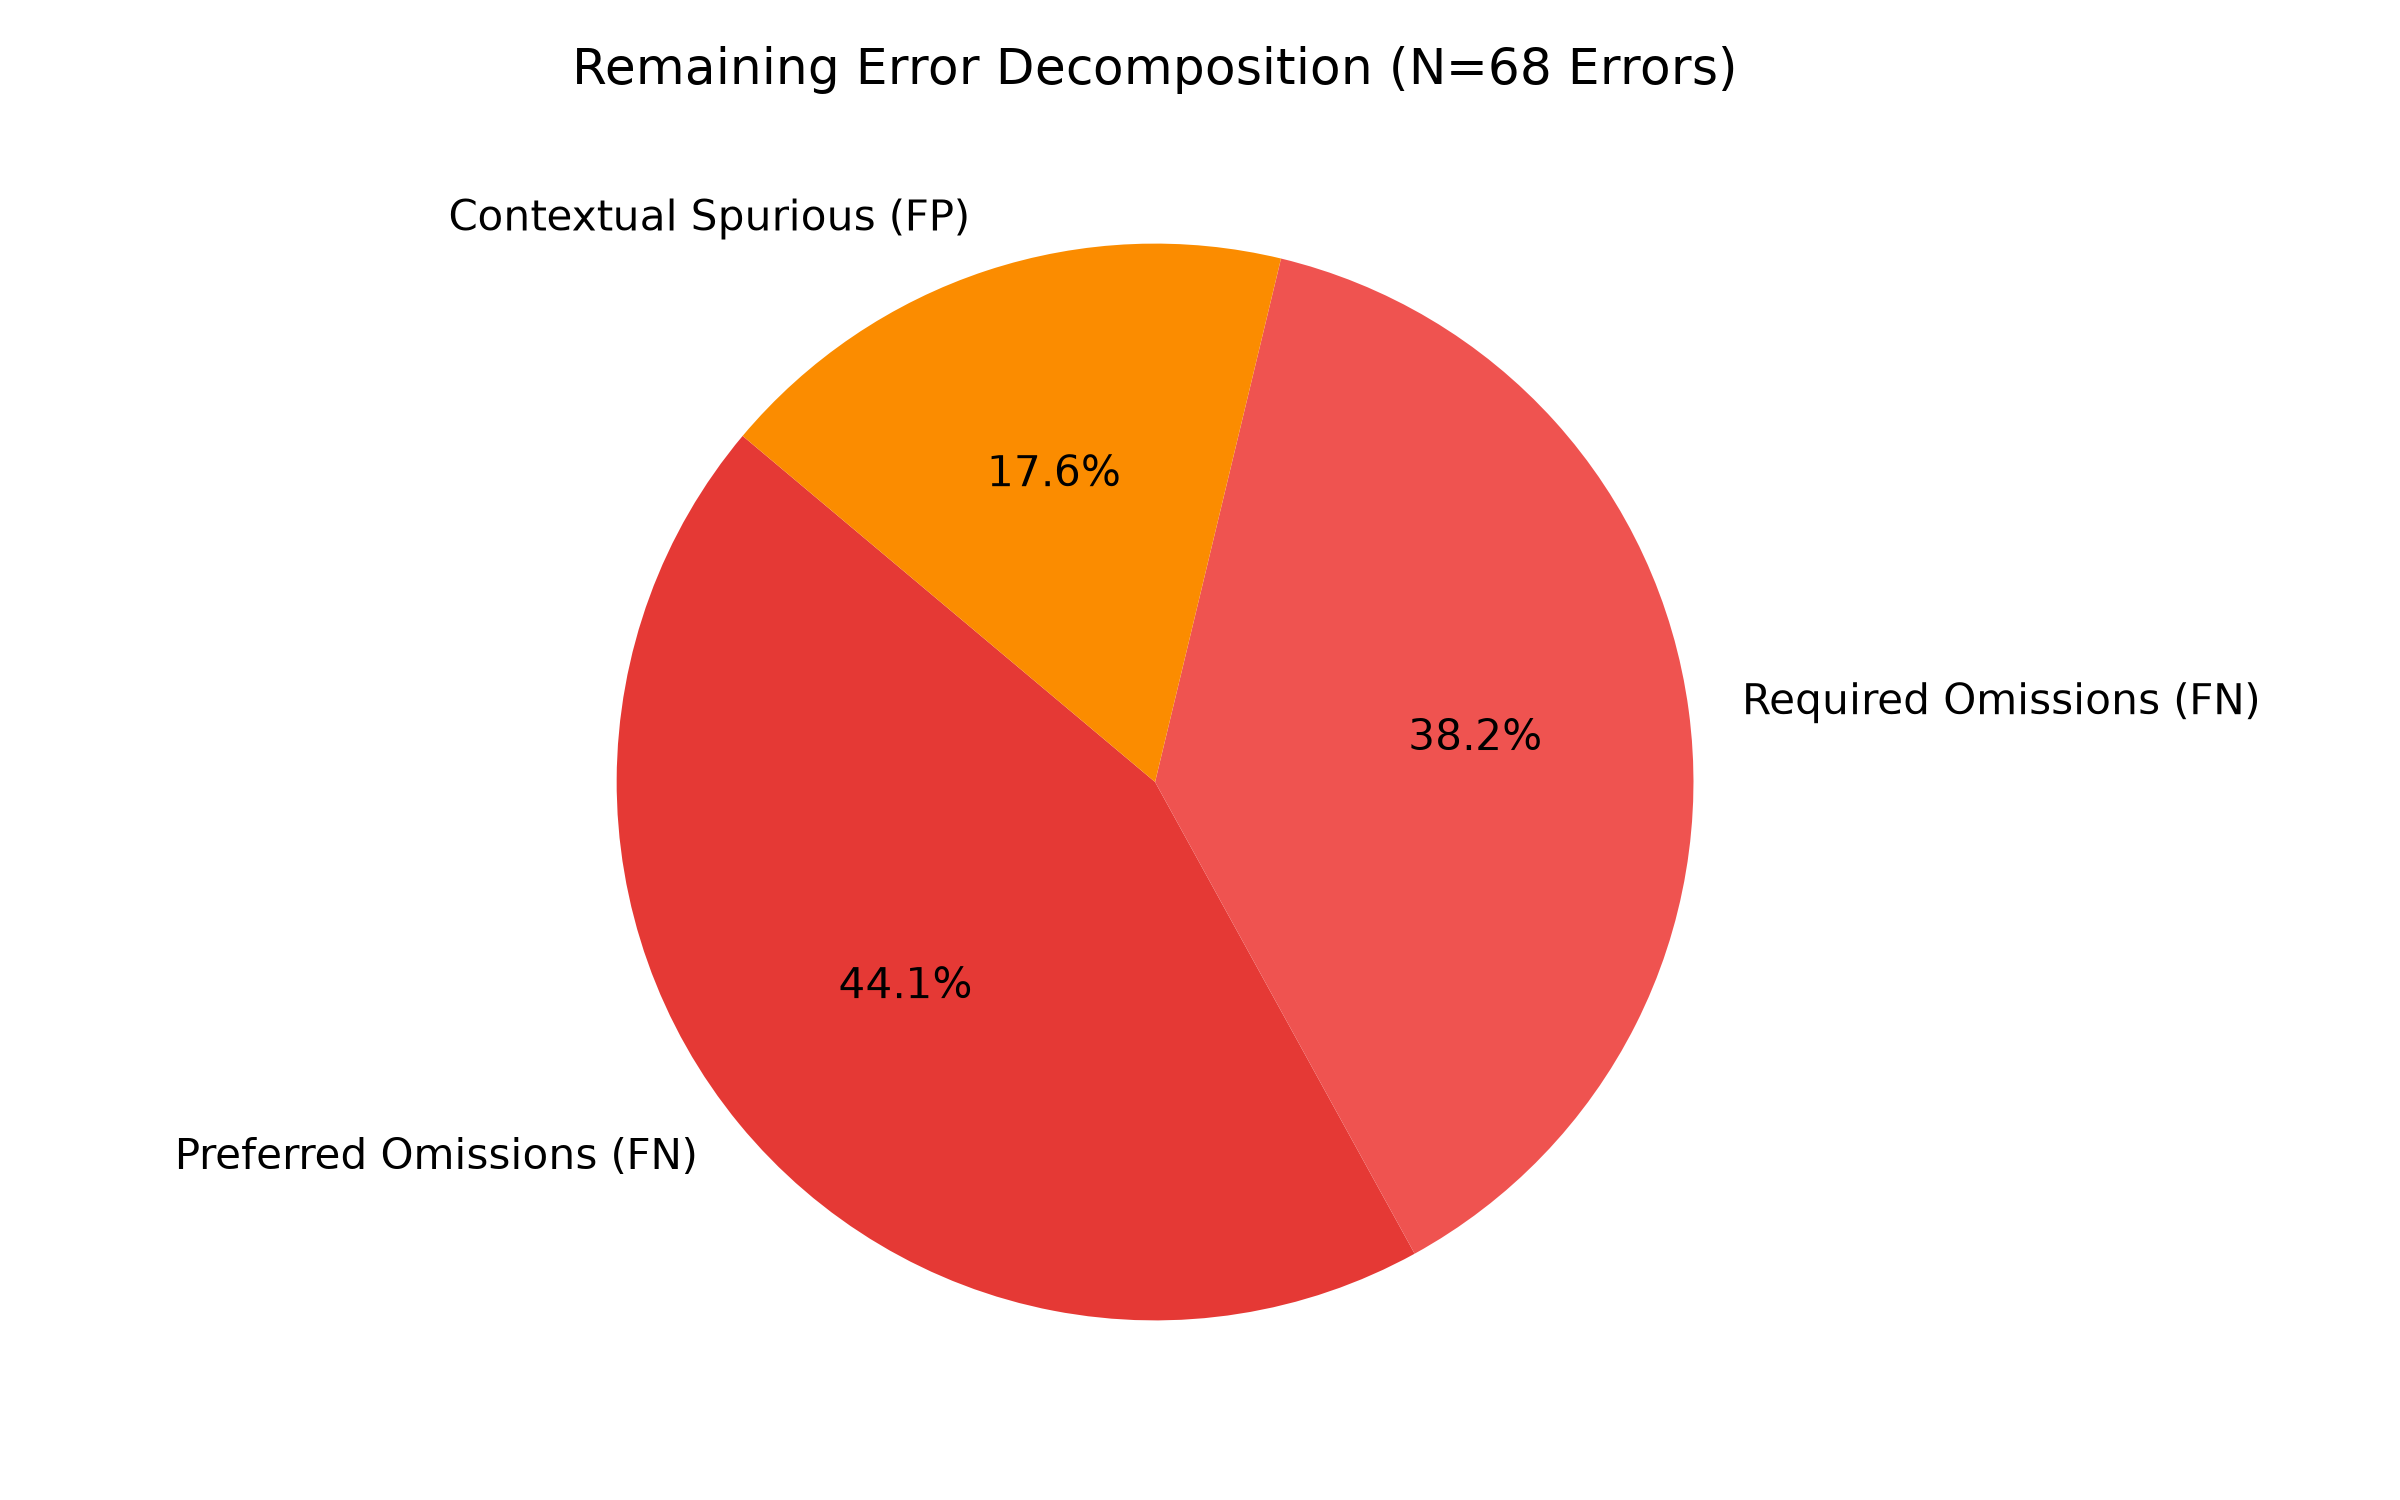 Remaining Error Decomposition (N=68 Errors)
Contextual Spurious (FP)
17.6%
Required Omissions (FN)
38.2%
44.1%
Preferred Omissions (FN)